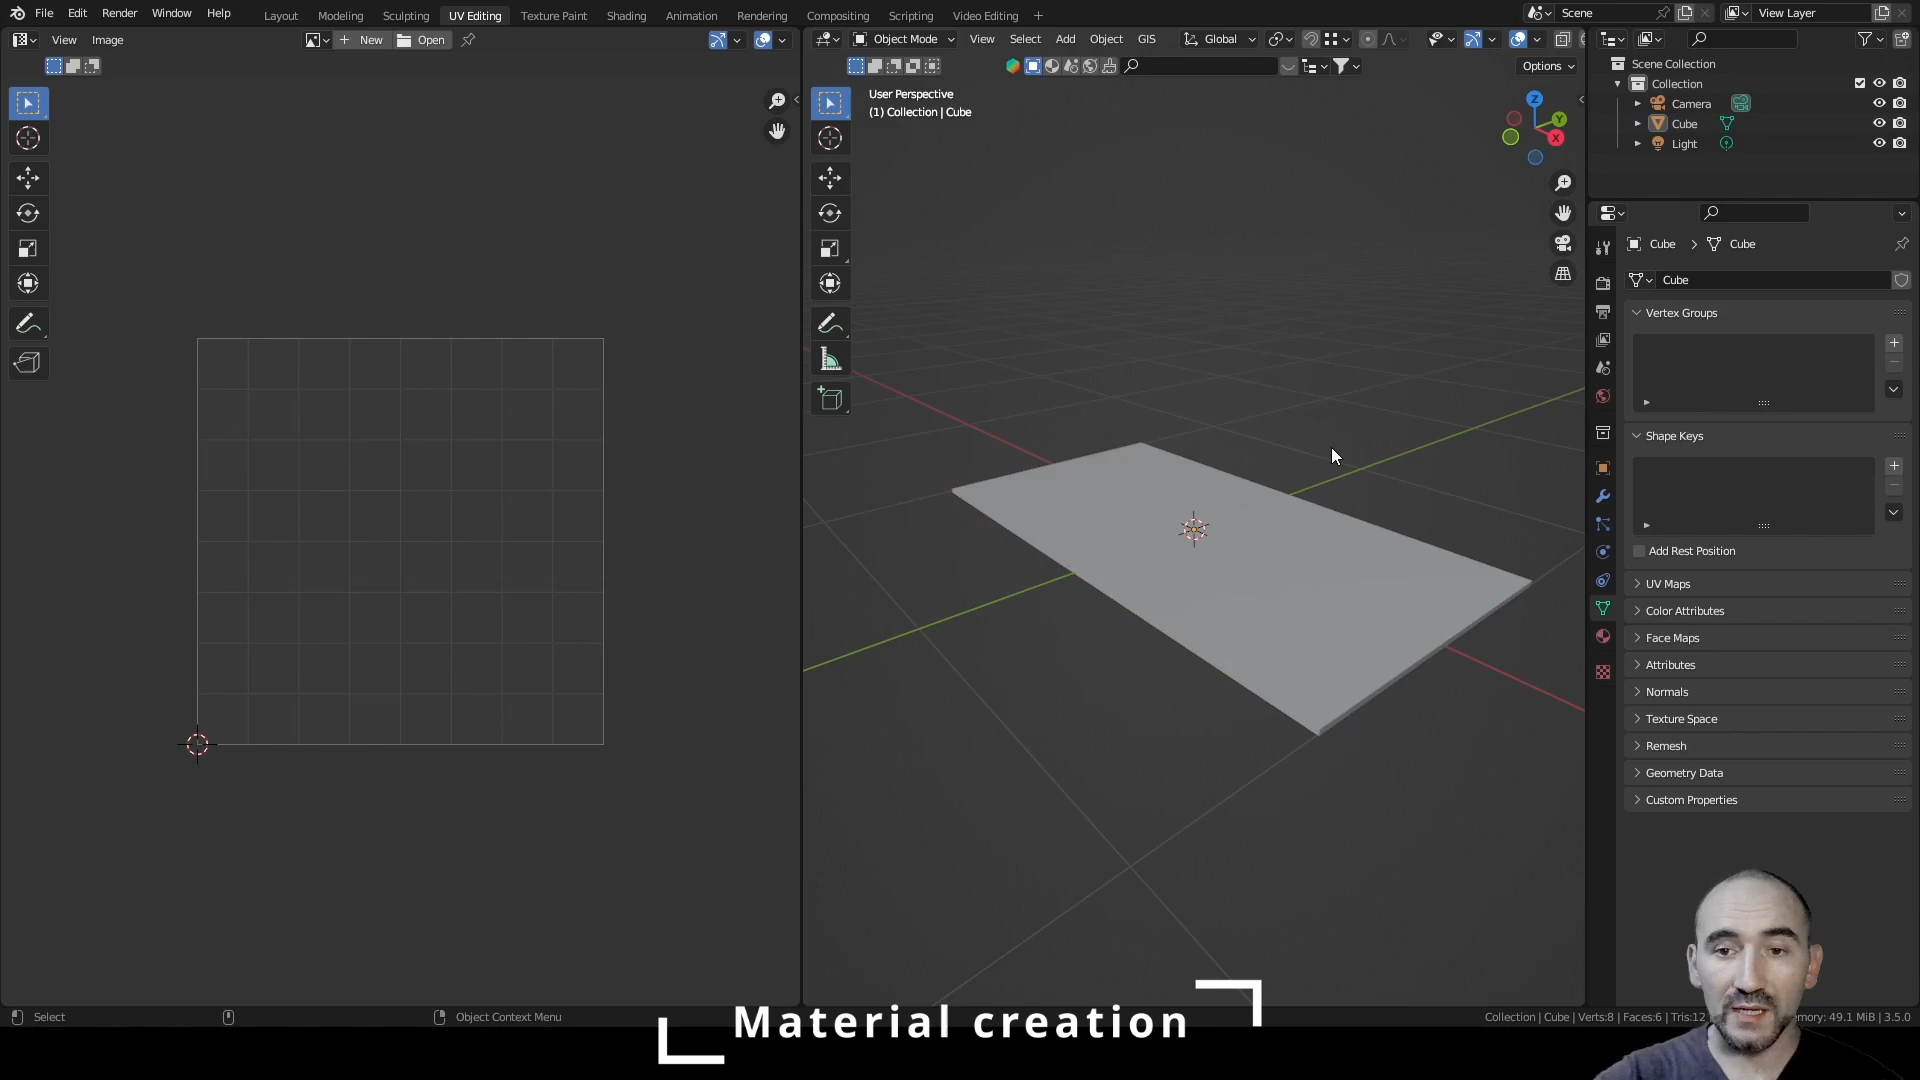 File Edit Render Window Help
Layout Modeling Sculpting UV Editing Texture Paint Shading Animation Rendering Compositing Scripting Video Editing +
Scene
View Layer
View Image
New Open
Object Mode View Select Add Object GIS
Global
Options
User Perspective
(1) Collection | Cube
Z
Y
X
Scene Collection
Collection
Camera
Cube
Light
Cube > Cube
Cube
Vertex Groups
Shape Keys
Add Rest Position
UV Maps
Color Attributes
Face Maps
Attributes
Normals
Texture Space
Remesh
Geometry Data
Custom Properties
Select
Object Context Menu
Collection | Cube | Verts:8 | Faces:6 | Tris:12
emory: 49.1 MiB | 3.5.0
Material creation